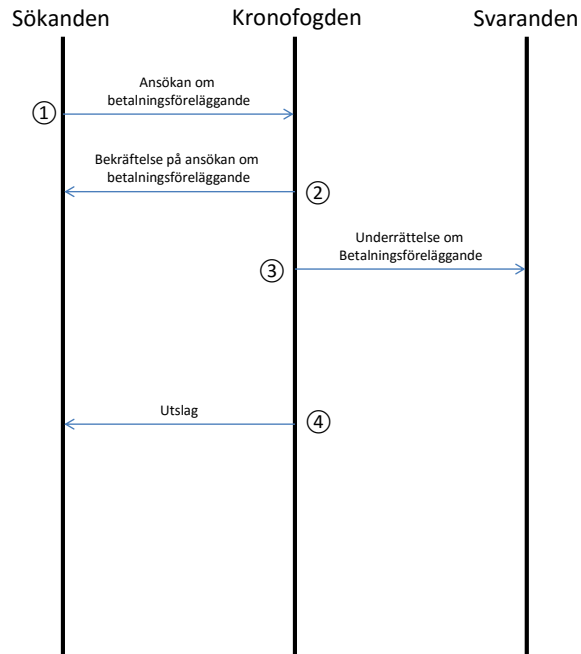 Sökanden Kronofogden Svaranden
Ansökan om
betalningsföreläggande
①
Bekräftelse på ansökan om
betalningsföreläggande
②
Underrättelse om
Betalningsföreläggande
③
Utslag
④